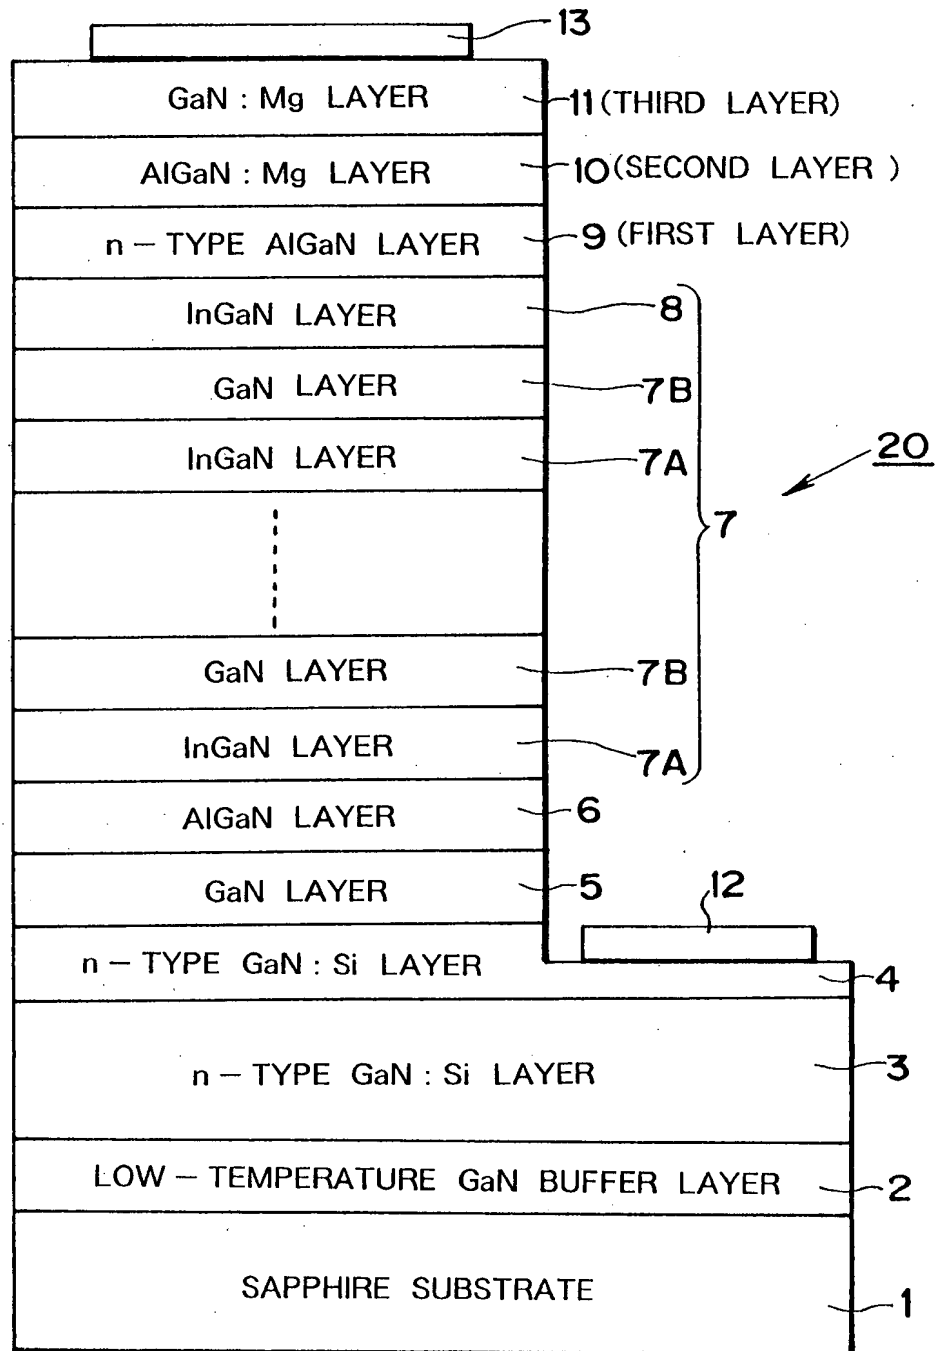 13
GaN : Mg LAYER 11 (THIRD LAYER)
AlGaN : Mg LAYER 10 (SECOND LAYER )
n - TYPE AlGaN LAYER 9 (FIRST LAYER)
InGaN LAYER 8
GaN LAYER 7B
InGaN LAYER 7A
20
7
GaN LAYER 7B
InGaN LAYER 7A
AlGaN LAYER 6
GaN LAYER 5
12
n - TYPE GaN : Si LAYER 4
n - TYPE GaN : Si LAYER 3
LOW - TEMPERATURE GaN BUFFER LAYER 2
SAPPHIRE SUBSTRATE 1